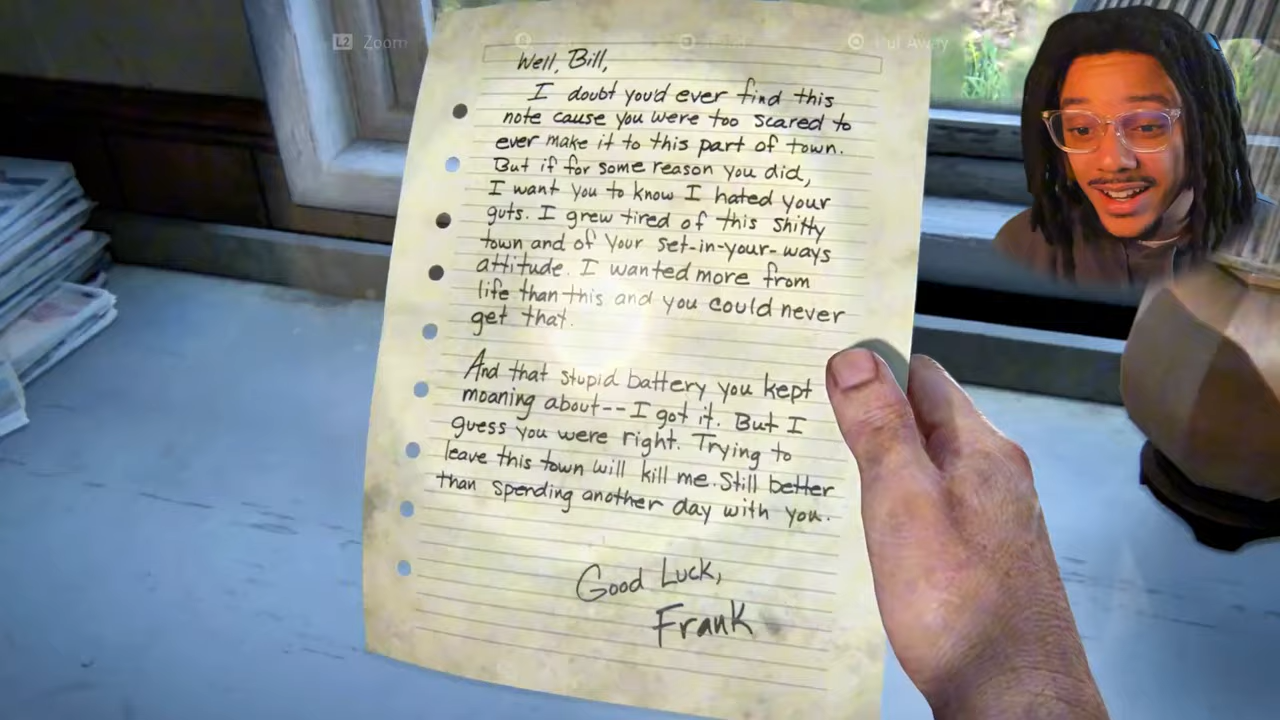 L2 Zoom
Put Away
Well, Bill,
I doubt you'd ever find this
note cause you were too scared to
ever make it to this part of town.
But if for some reason you did,
I want you to know I hated your
guts. I grew tired of this shitty
town and of your set-in-your-ways
attitude. I wanted more from
life than this and you could never
get that.
And that stupid battery you kept
moaning about--I got it. But I
guess you were right. Trying to
leave this town will kill me. Still better
than spending another day with you.
Good Luck,
Frank